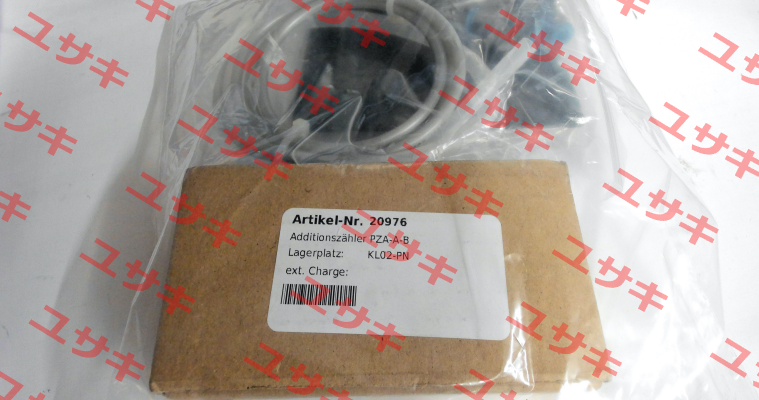 Artikel-Nr. 20976
Additionszähler PZA-A-B
Lagerplatz: KL02-PN
ext. Charge:
ユサキ